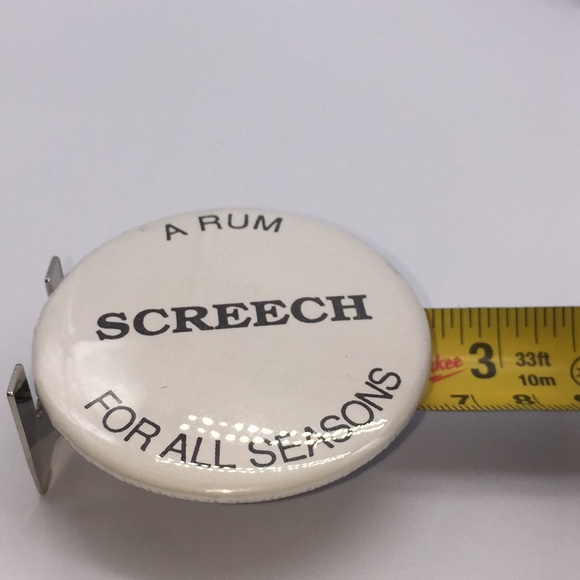 A RUM
SCREECH
FOR ALL SEASONS
3
33ft
10m
7 8